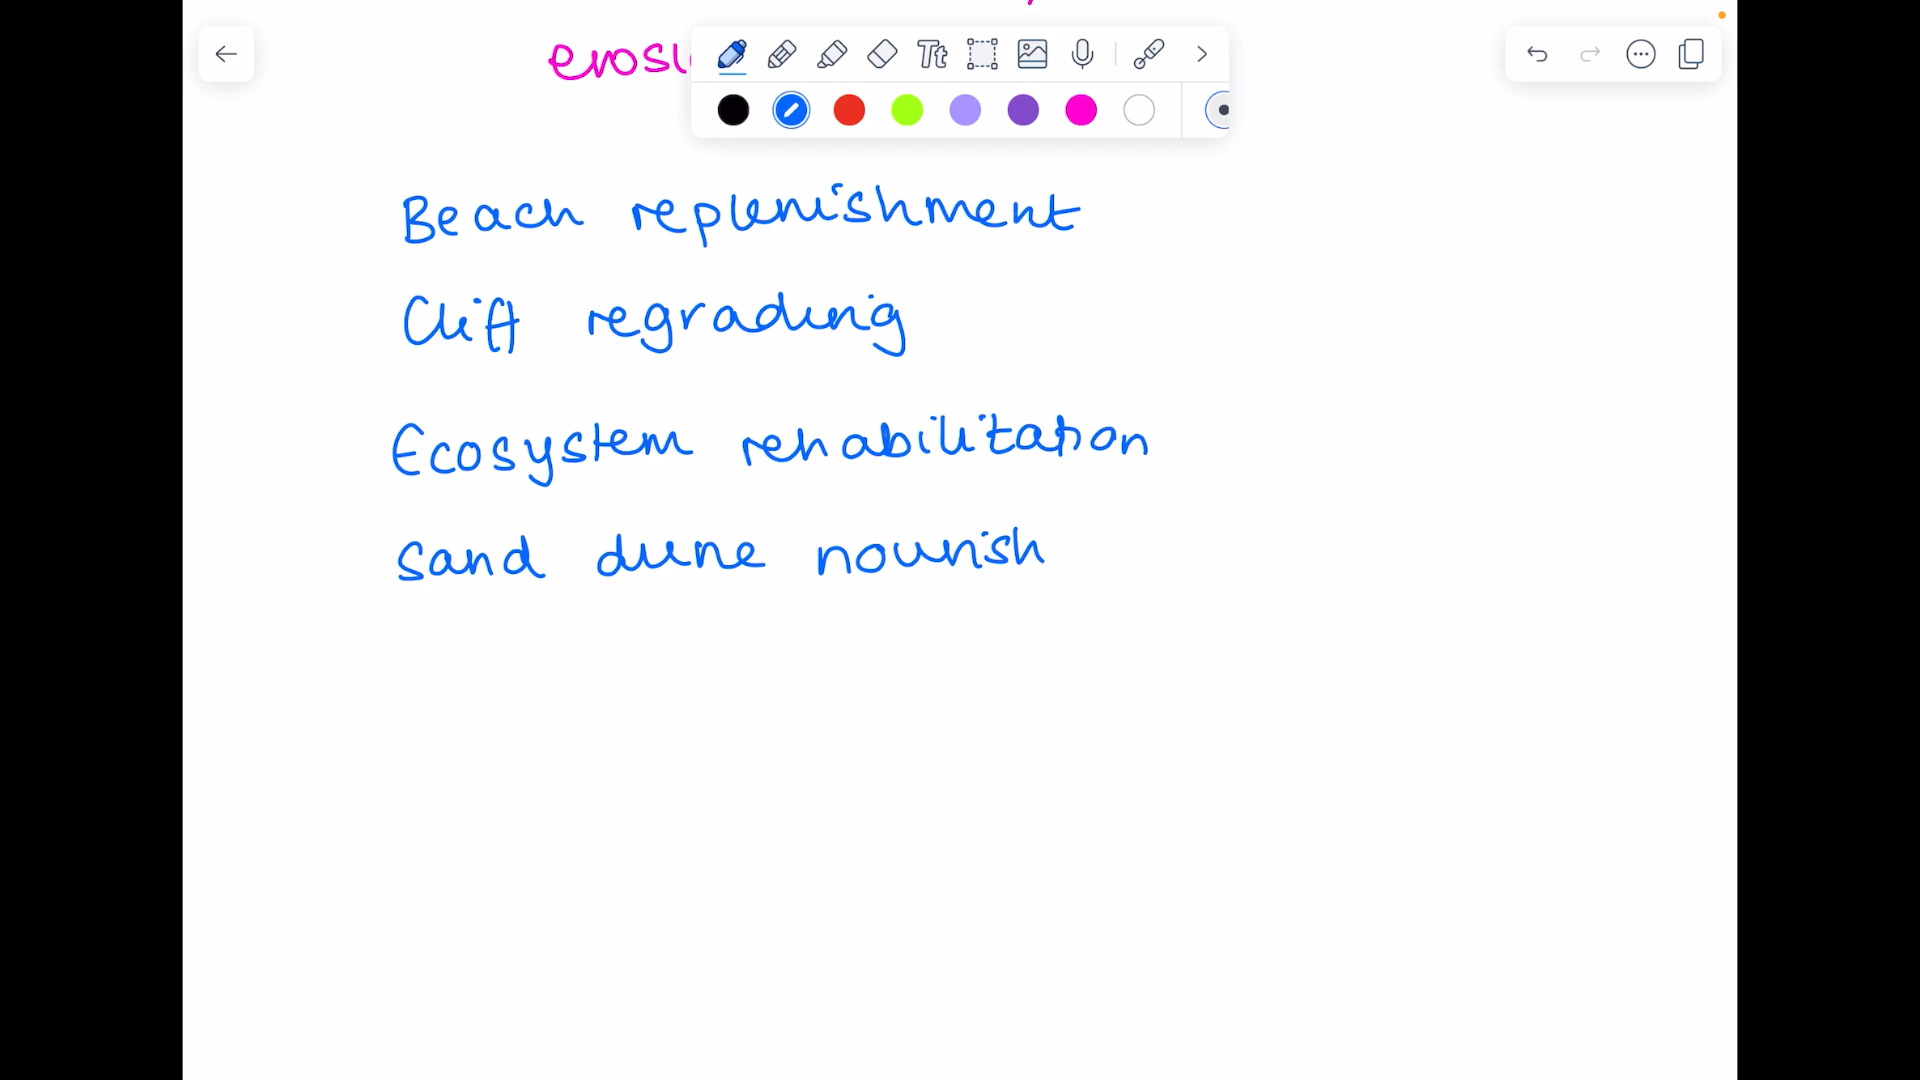 Beach replenishment
Cliff regrading
Ecosystem rehabilitation
Sand dune nourish